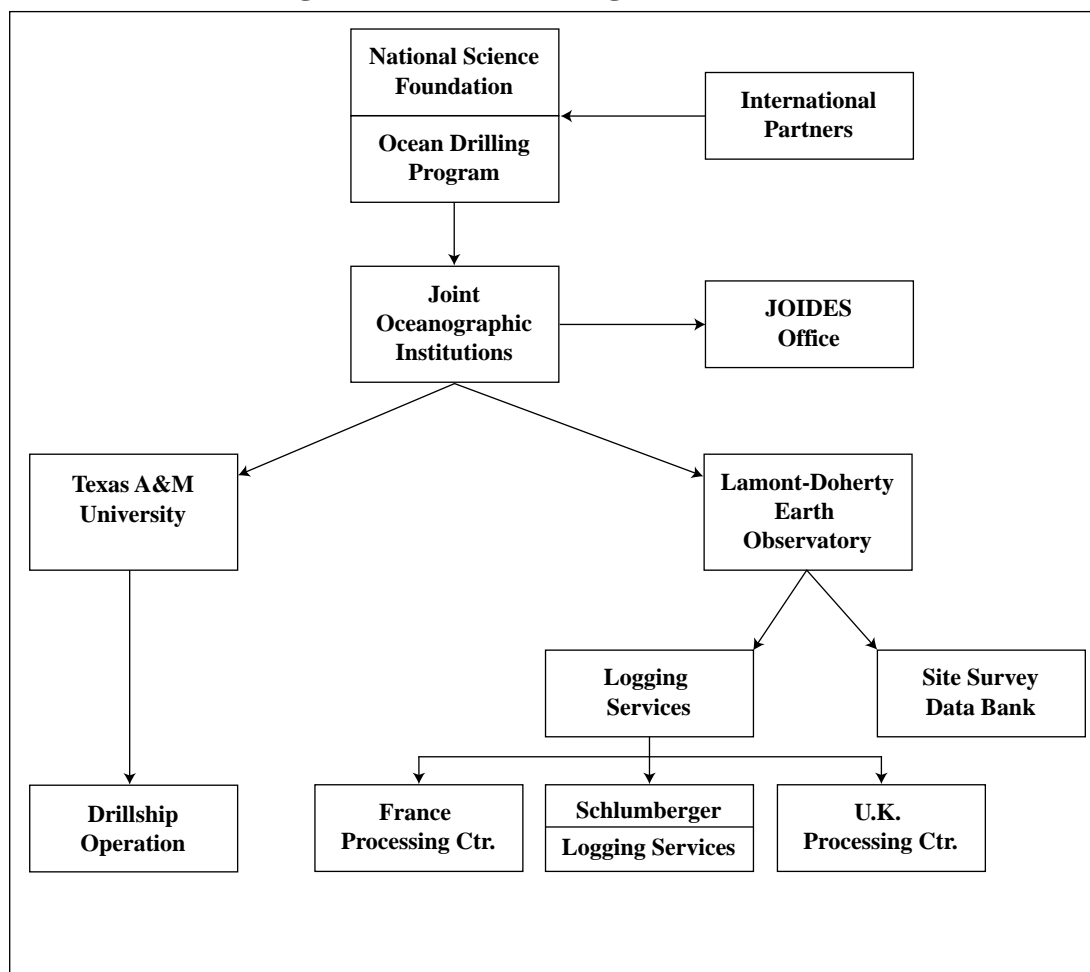 National Science
Foundation
Ocean Drilling
Program
International
Partners
Joint
Oceanographic
Institutions
JOIDES
Office
Texas A&M
University
Lamont-Doherty
Earth
Observatory
Logging
Services
Site Survey
Data Bank
Drillship
Operation
France
Processing Ctr.
Schlumberger
Logging Services
U.K.
Processing Ctr.